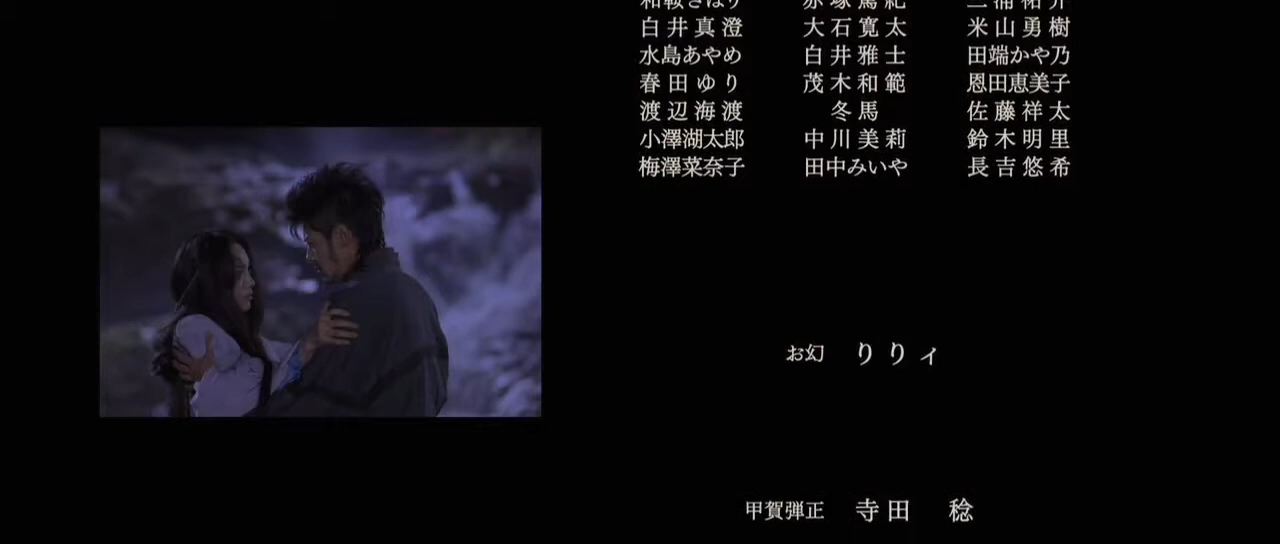 白井真澄 大石寛太 米山勇樹
水島あやめ 白井雅士 田端かや乃
春田ゆり 茂木和範 恩田恵美子
渡辺海渡 冬馬 佐藤祥太
小澤湖太郎 中川美莉 鈴木明里
梅澤菜奈子 田中みいや 長吉悠希
お幻 りりィ
甲賀弾正 寺田 稔